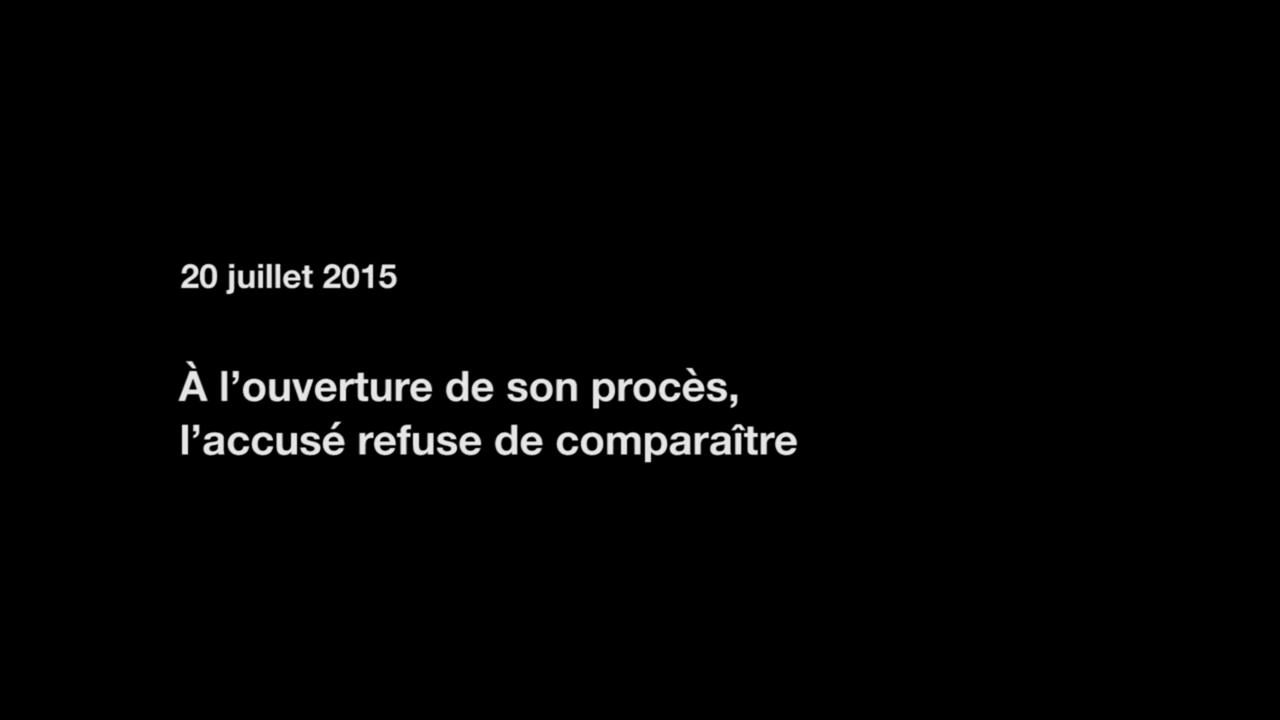 20 juillet 2015
À l’ouverture de son procès,
l’accusé refuse de comparaître